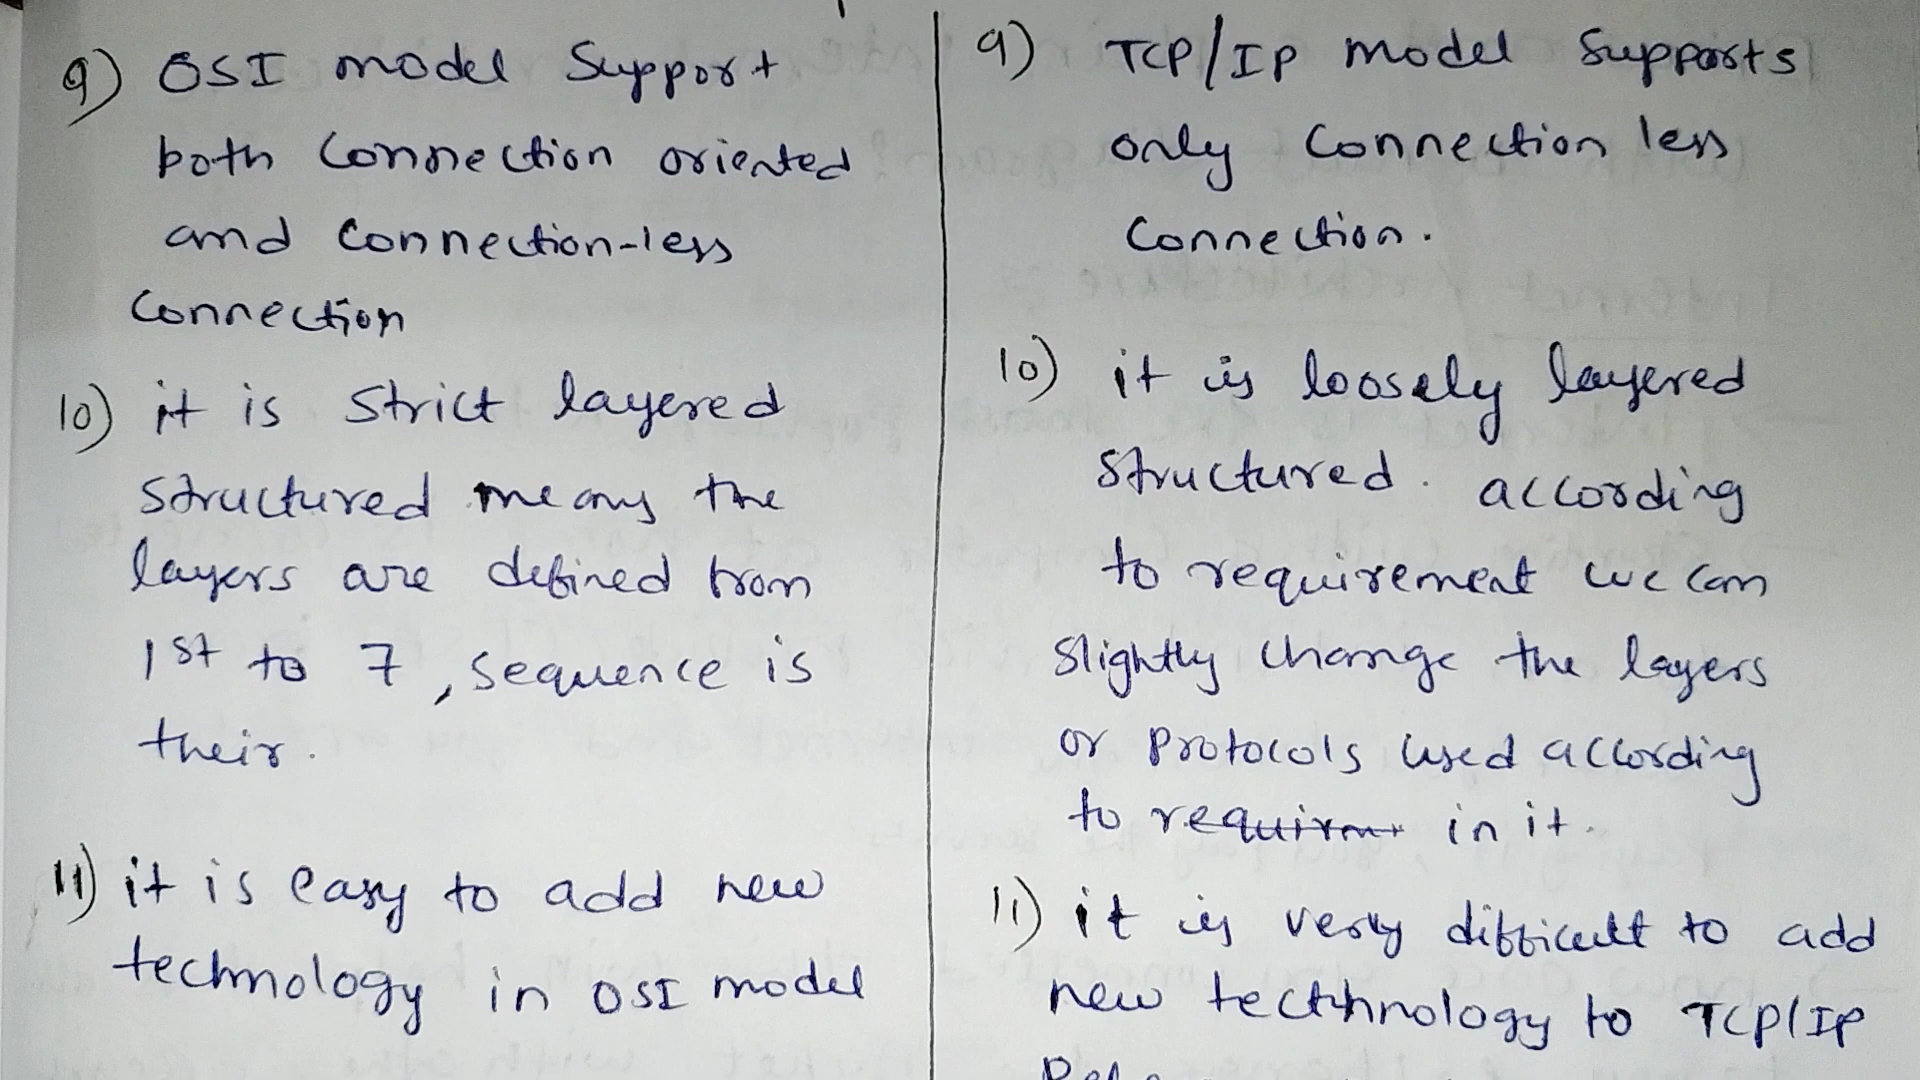 9) OSI model Support
both Connection oriented
and Connection-less
Connection
10) it is Strict layered
structured means the
layers are defined from
1st to 7, sequence is
their.
11) it is easy to add new
technology in OSI model
9) TCP/IP model Supports
only Connection less
Connection.
10) it is loosely layered
structured. according
to requirement we can
slightly change the layers
or Protocols used according
to in it.
11) it is very difficult to add
new tecthnology to TCP/IP